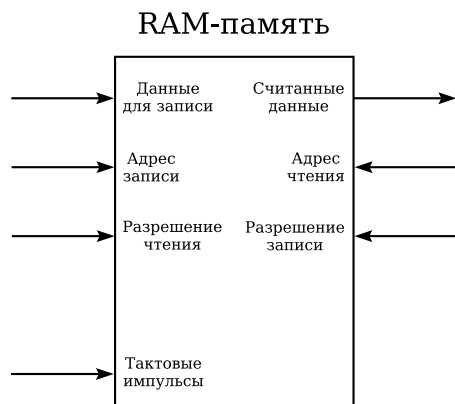 RAM-память
Данные
для записи
Считанные
данные
Адрес
записи
Адрес
чтения
Разрешение
чтения
Разрешение
записи
Тактовые
импульсы